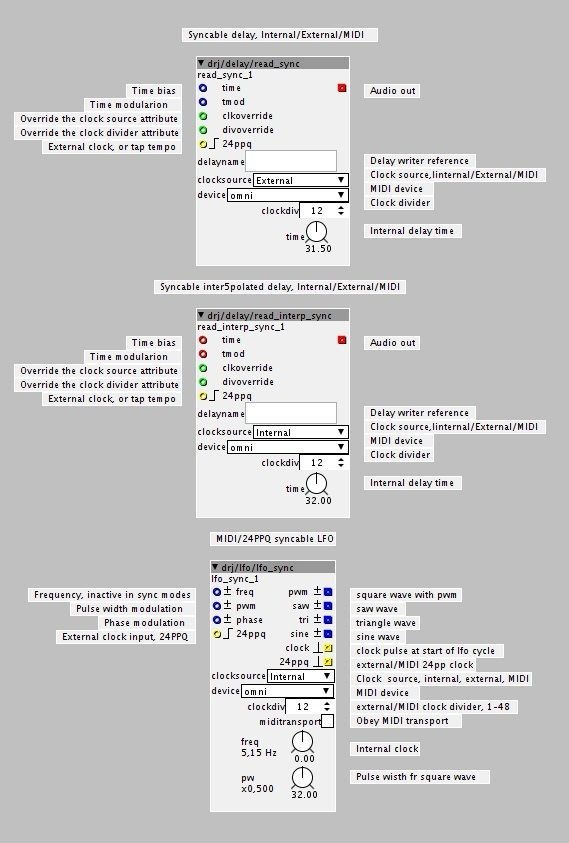 Syncable delay, Internal/External/MIDI
drj/delay/read_sync
read_sync_1
Time bias
time
Audio out
Time modularion
tmod
Override the clock source attribute
clkoverride
Override the clock divider attribute
divoverride
External clock, or tap tempo
24ppq
delayname
Delay writer reference
clocksource External
Clock source,Iinternal/External/MIDI
device omni
MIDI device
clockdiv 12
Clock divider
time
Internal delay time
31.50
Syncable inter5polated delay, Internal/External/MIDI
drj/delay/read_interp_sync
read_interp_sync_1
Time bias
time
Audio out
Time modularion
tmod
Override the clock source attribute
clkoverride
Override the clock divider attribute
divoverride
External clock, or tap tempo
24ppq
delayname
Delay writer reference
clocksource Internal
Clock source,Iinternal/External/MIDI
device omni
MIDI device
clockdiv 12
Clock divider
time
Internal delay time
32.00
MIDI/24PPQ syncable LFO
drj/lfo/lfo_sync
lfo_sync_1
Frequency, inactive in sync modes
± freq
pwm ±
square wave with pwm
Pulse width modulation
± pwm
saw ±
saw wave
Phase modulation
± phase
tri ±
triangle wave
External clock input, 24PPQ
24ppq
sine ±
sine wave
clock
clock pulse at start of lfo cycle
24ppq
external/MIDI 24pp clock
clocksource Internal
Clock source, internal, external, MIDI
device omni
MIDI device
clockdiv 12
external/MIDI clock divider, 1-48
miditransport
Obey MIDI transport
freq
5,15 Hz
0.00
Internal clock
pw
x0,500
32.00
Pulse wisth fr square wave